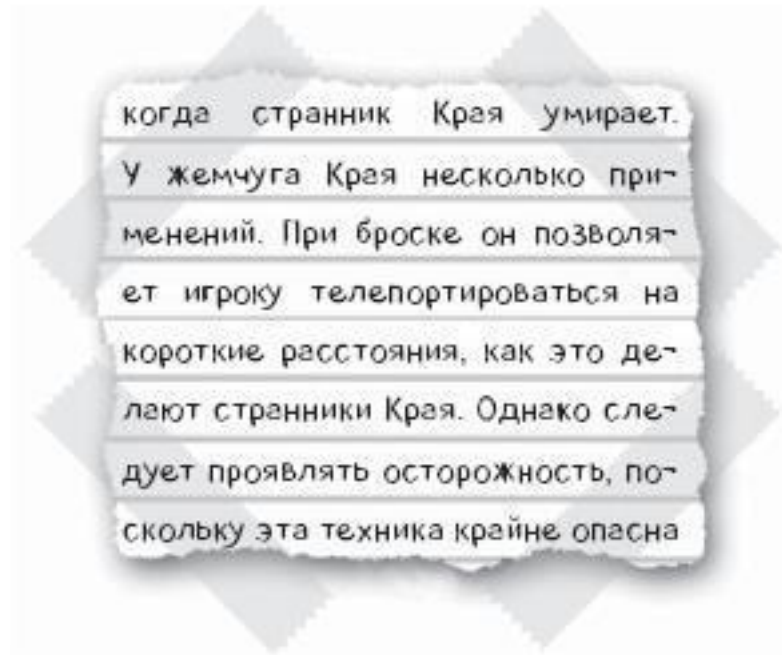 когда странник Края умирает.
У жемчуга Края несколько при-
менений. При броске он позволя-
ет игроку телепортироваться на
короткие расстояния, как это де-
лают странники Края. Однако сле-
дует проявлять осторожность, по-
скольку эта техника крайне опасна